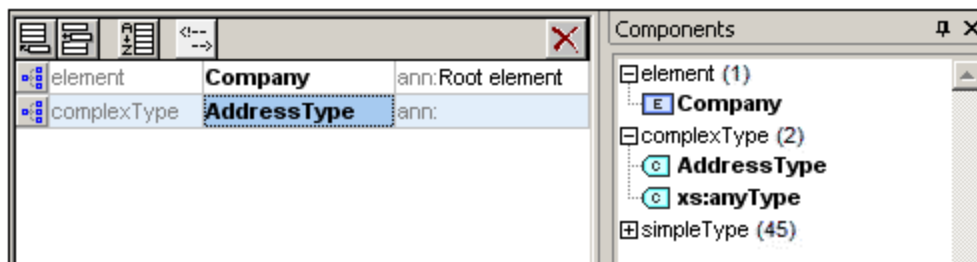 Components
element Company ann:Root element
complexType AddressType ann:
element (1)
E Company
complexType (2)
C AddressType
C xs:anyType
simpleType (45)